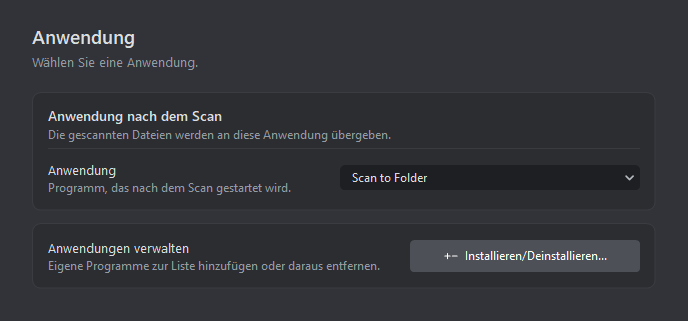 Anwendung
Wählen Sie eine Anwendung.
Anwendung nach dem Scan
Die gescannten Dateien werden an diese Anwendung übergeben.
Anwendung
Programm, das nach dem Scan gestartet wird.
Scan to Folder
Anwendungen verwalten
Eigene Programme zur Liste hinzufügen oder daraus entfernen.
+− Installieren/Deinstallieren...